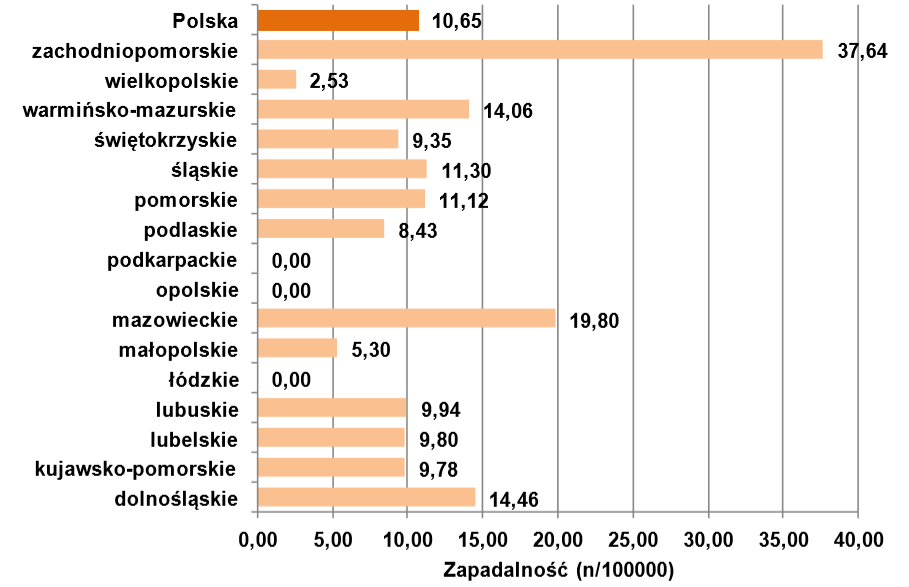 Polska 10,65
zachodniopomorskie 37,64
wielkopolskie 2,53
warmińsko-mazurskie 14,06
świętokrzyskie 9,35
śląskie 11,30
pomorskie 11,12
podlaskie 8,43
podkarpackie 0,00
opolskie 0,00
mazowieckie 19,80
małopolskie 5,30
łódzkie 0,00
lubuskie 9,94
lubelskie 9,80
kujawsko-pomorskie 9,78
dolnośląskie 14,46
0,00 5,00 10,00 15,00 20,00 25,00 30,00 35,00 40,00
Zapadalność (n/100000)